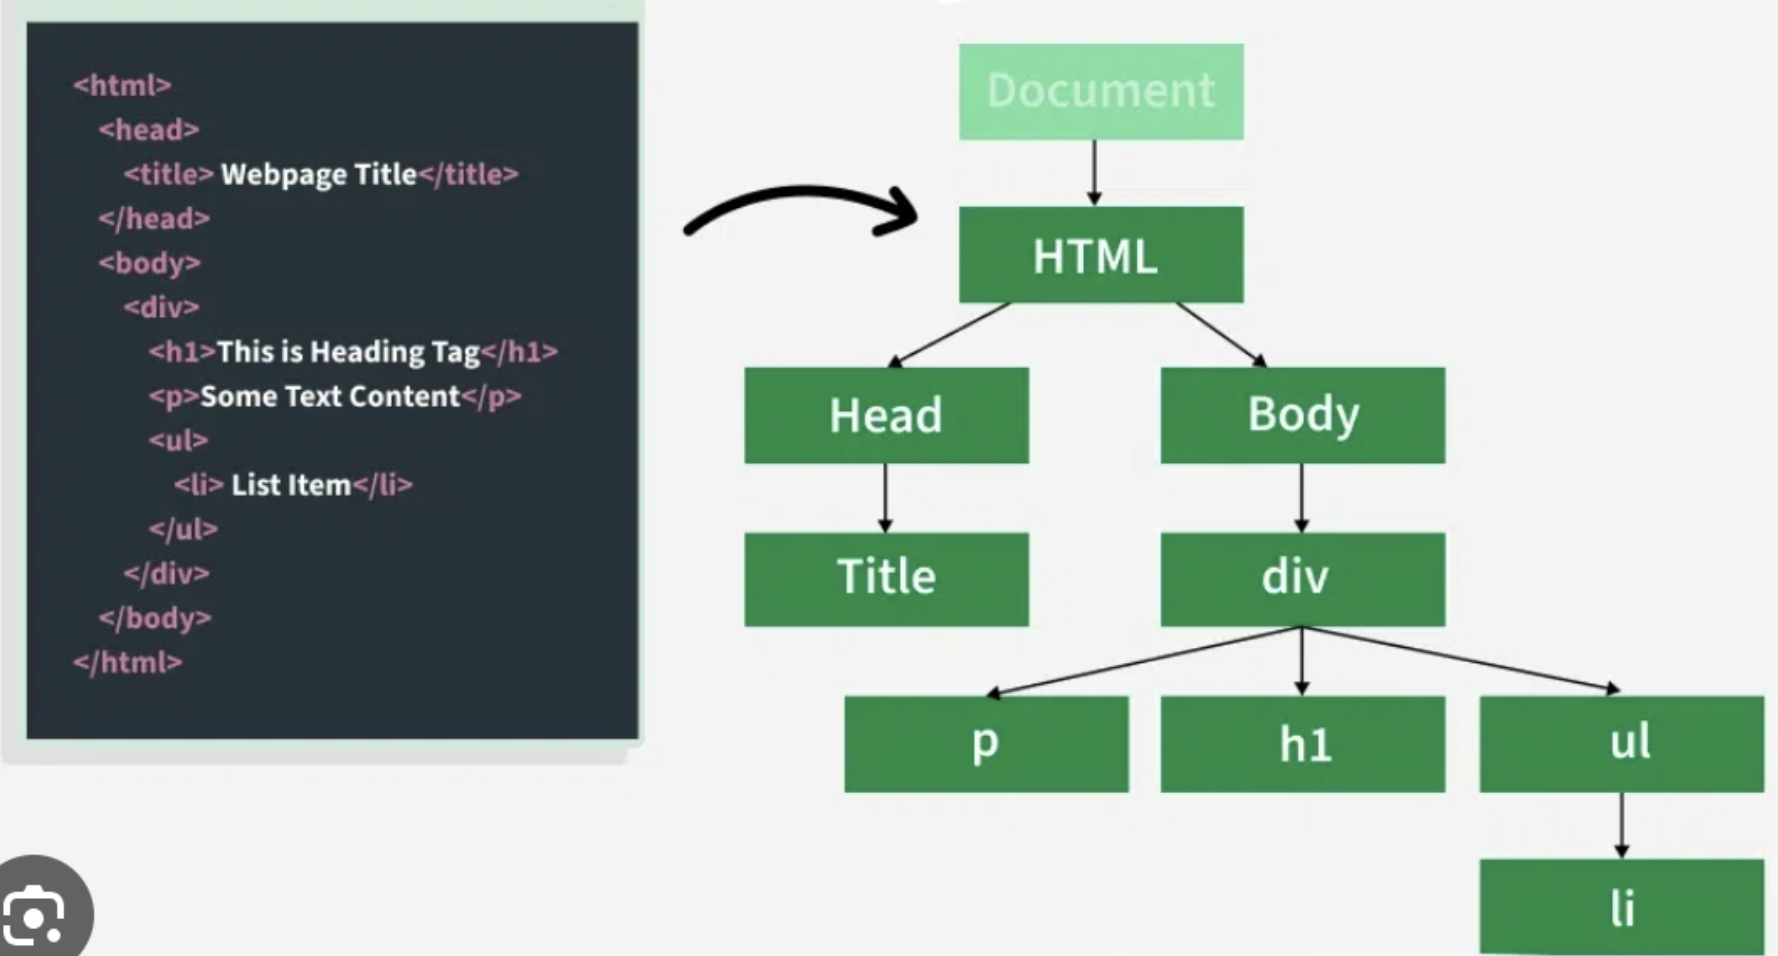 <html>
<head>
<title> Webpage Title</title>
</head>
<body>
<div>
<h1>This is Heading Tag</h1>
<p>Some Text Content</p>
<ul>
<li> List Item</li>
</ul>
</div>
</body>
</html>
Document
HTML
Head Body
Title div
p h1 ul
li